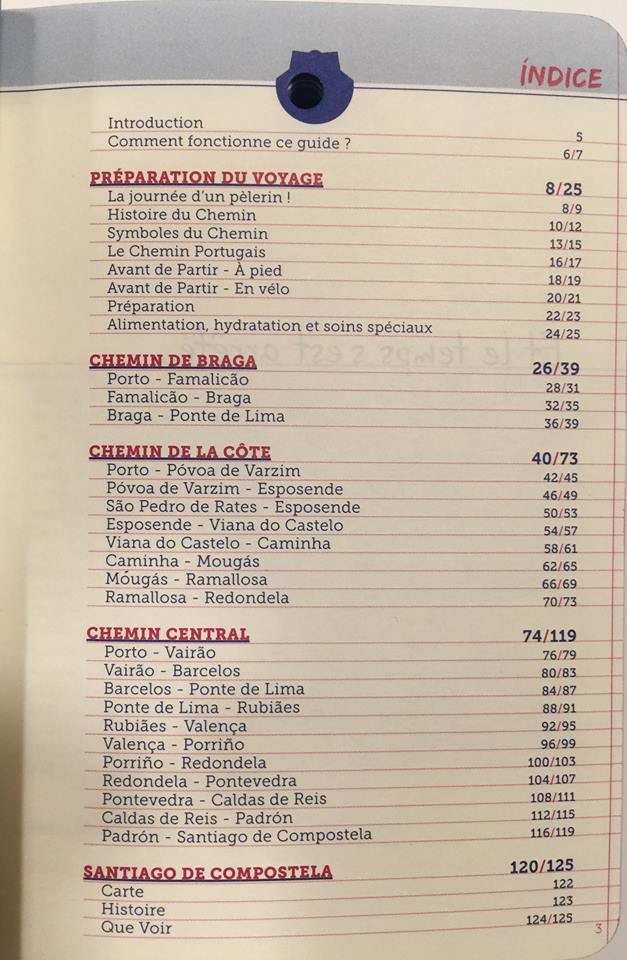 ÍNDICE
Introduction 5
Comment fonctionne ce guide ? 6/7
PRÉPARATION DU VOYAGE 8/25
La journée d'un pèlerin ! 8/9
Histoire du Chemin 10/12
Symboles du Chemin 13/15
Le Chemin Portugais 16/17
Avant de Partir - À pied 18/19
Avant de Partir - En vélo 20/21
Préparation 22/23
Alimentation, hydratation et soins spéciaux 24/25
CHEMIN DE BRAGA 26/39
Porto - Famalicão 28/31
Famalicão - Braga 32/35
Braga - Ponte de Lima 36/39
CHEMIN DE LA CÔTE 40/73
Porto - Póvoa de Varzim 42/45
Póvoa de Varzim - Esposende 46/49
São Pedro de Rates - Esposende 50/53
Esposende - Viana do Castelo 54/57
Viana do Castelo - Caminha 58/61
Caminha - Mougás 62/65
Móugás - Ramallosa 66/69
Ramallosa - Redondela 70/73
CHEMIN CENTRAL 74/119
Porto - Vairão 76/79
Vairão - Barcelos 80/83
Barcelos - Ponte de Lima 84/87
Ponte de Lima - Rubiães 88/91
Rubiães - Valença 92/95
Valença - Porriño 96/99
Porriño - Redondela 100/103
Redondela - Pontevedra 104/107
Pontevedra - Caldas de Reis 108/111
Caldas de Reis - Padrón 112/115
Padrón - Santiago de Compostela 116/119
SANTIAGO DE COMPOSTELA 120/125
Carte 122
Histoire 123
Que Voir 124/125
3